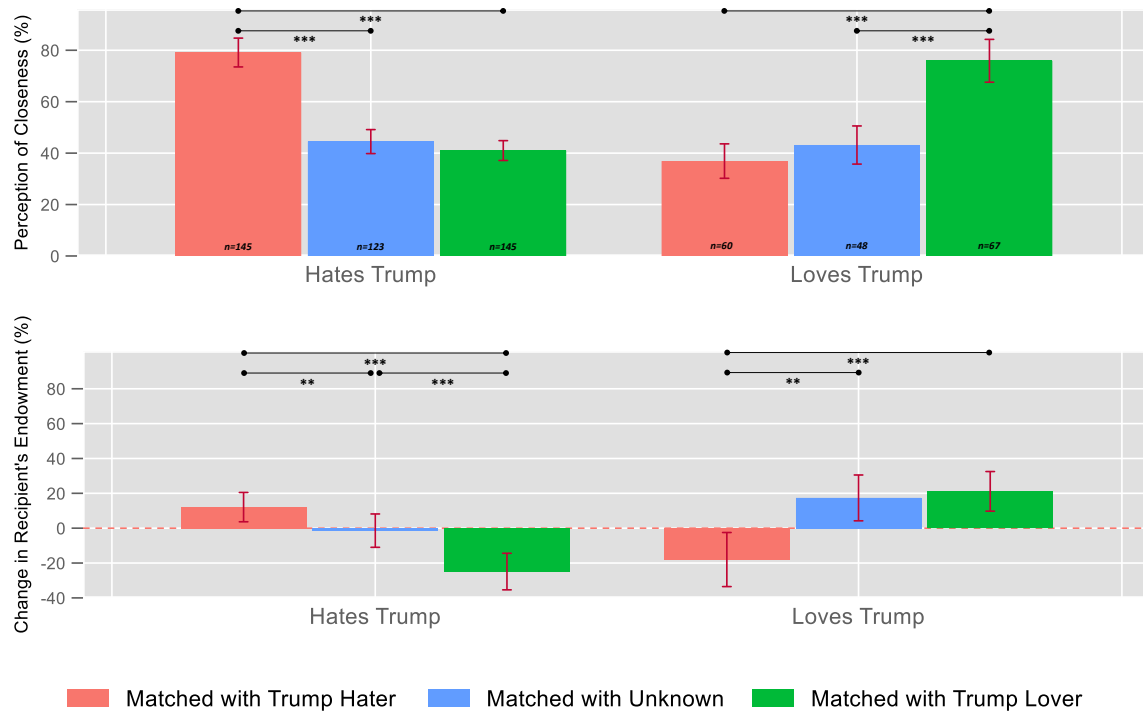 Perception of Closeness (%)
80
60
40
20
0
***
***
***
***
n=145
n=123
n=145
n=60
n=48
n=67
Hates Trump
Loves Trump
Change in Recipient's Endowment (%)
80
60
40
20
0
-20
-40
***
**
***
***
**
Hates Trump
Loves Trump
Matched with Trump Hater
Matched with Unknown
Matched with Trump Lover